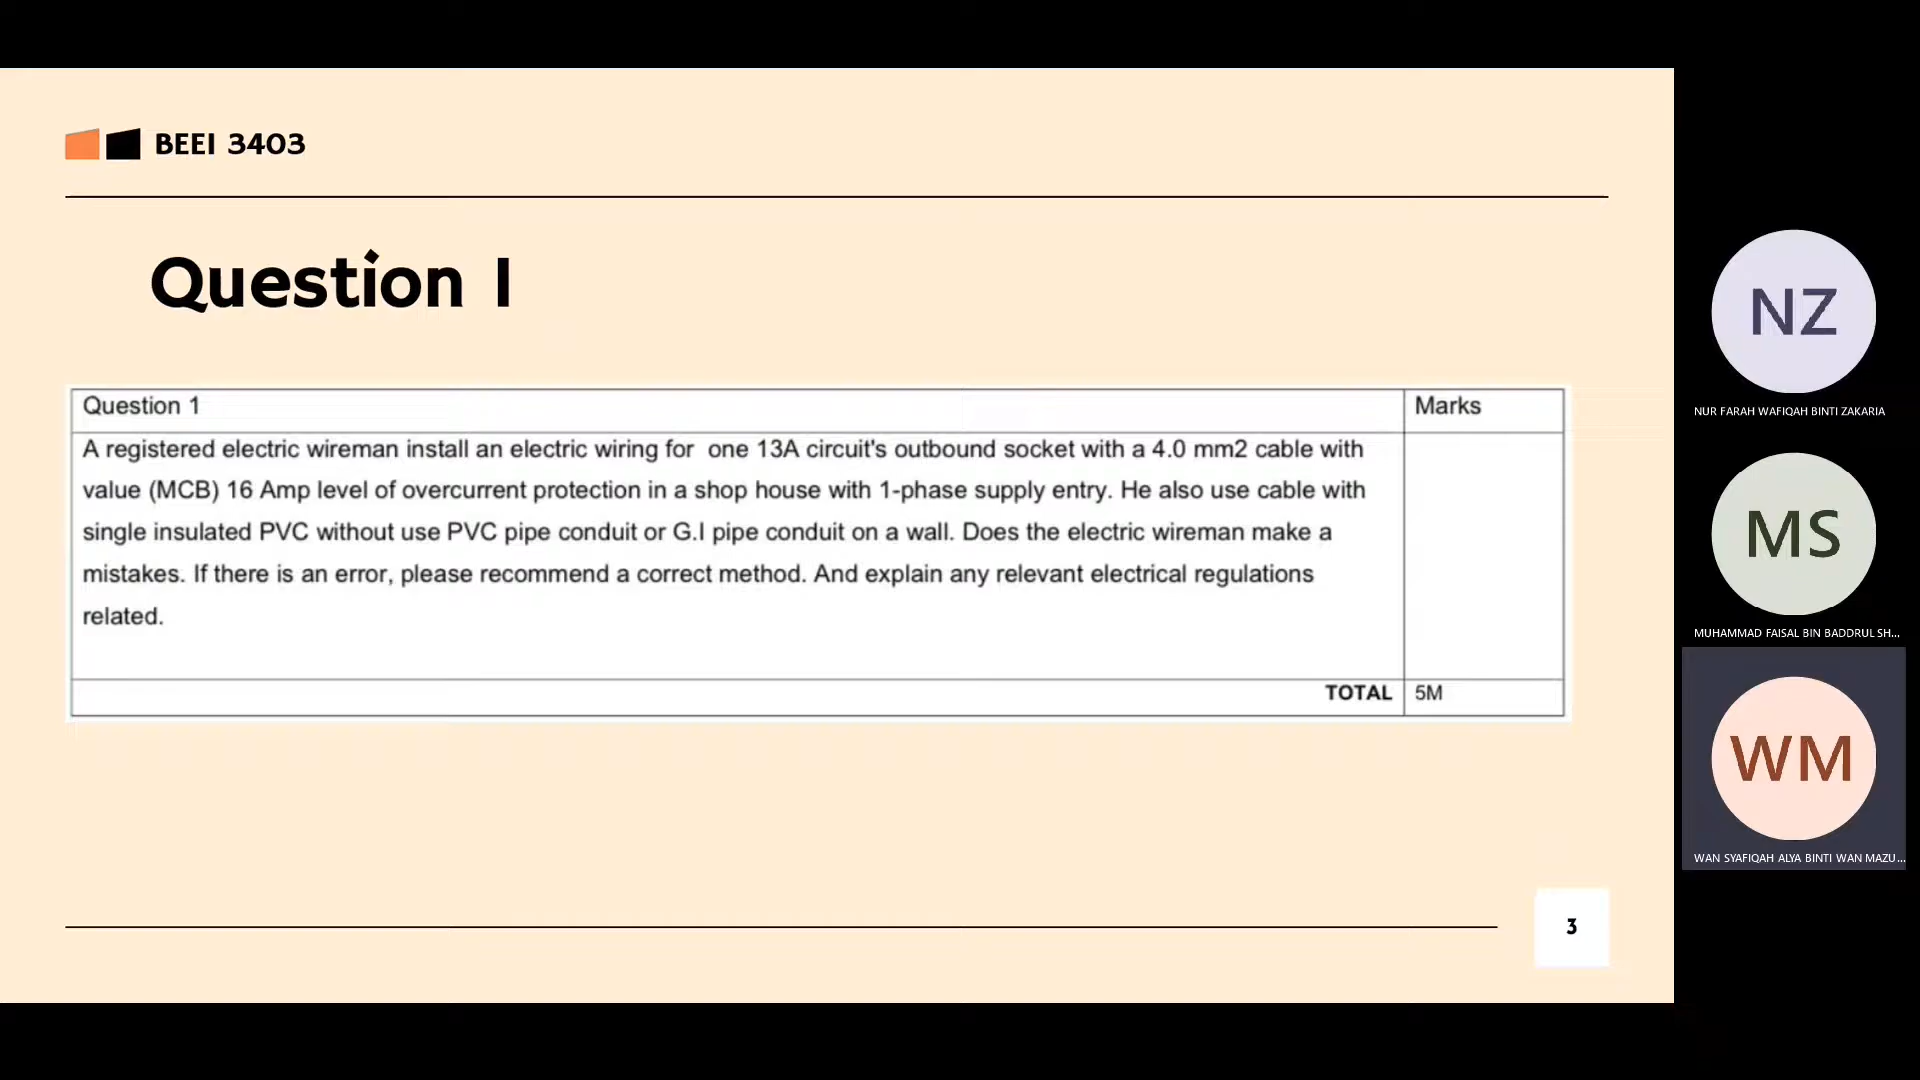 BEEI 3403
Question 1
Question 1 Marks
A registered electric wireman install an electric wiring for one 13A circuit's outbound socket with a 4.0 mm2 cable with
value (MCB) 16 Amp level of overcurrent protection in a shop house with 1-phase supply entry. He also use cable with
single insulated PVC without use PVC pipe conduit or G.I pipe conduit on a wall. Does the electric wireman make a
mistakes. If there is an error, please recommend a correct method. And explain any relevant electrical regulations
related.
TOTAL 5M
3
NZ
NUR FARAH WAFIQAH BINTI ZAKARIA
MS
MUHAMMAD FAISAL BIN BADDRUL SH...
WM
WAN SYAFIQAH ALYA BINTI WAN MAZU...